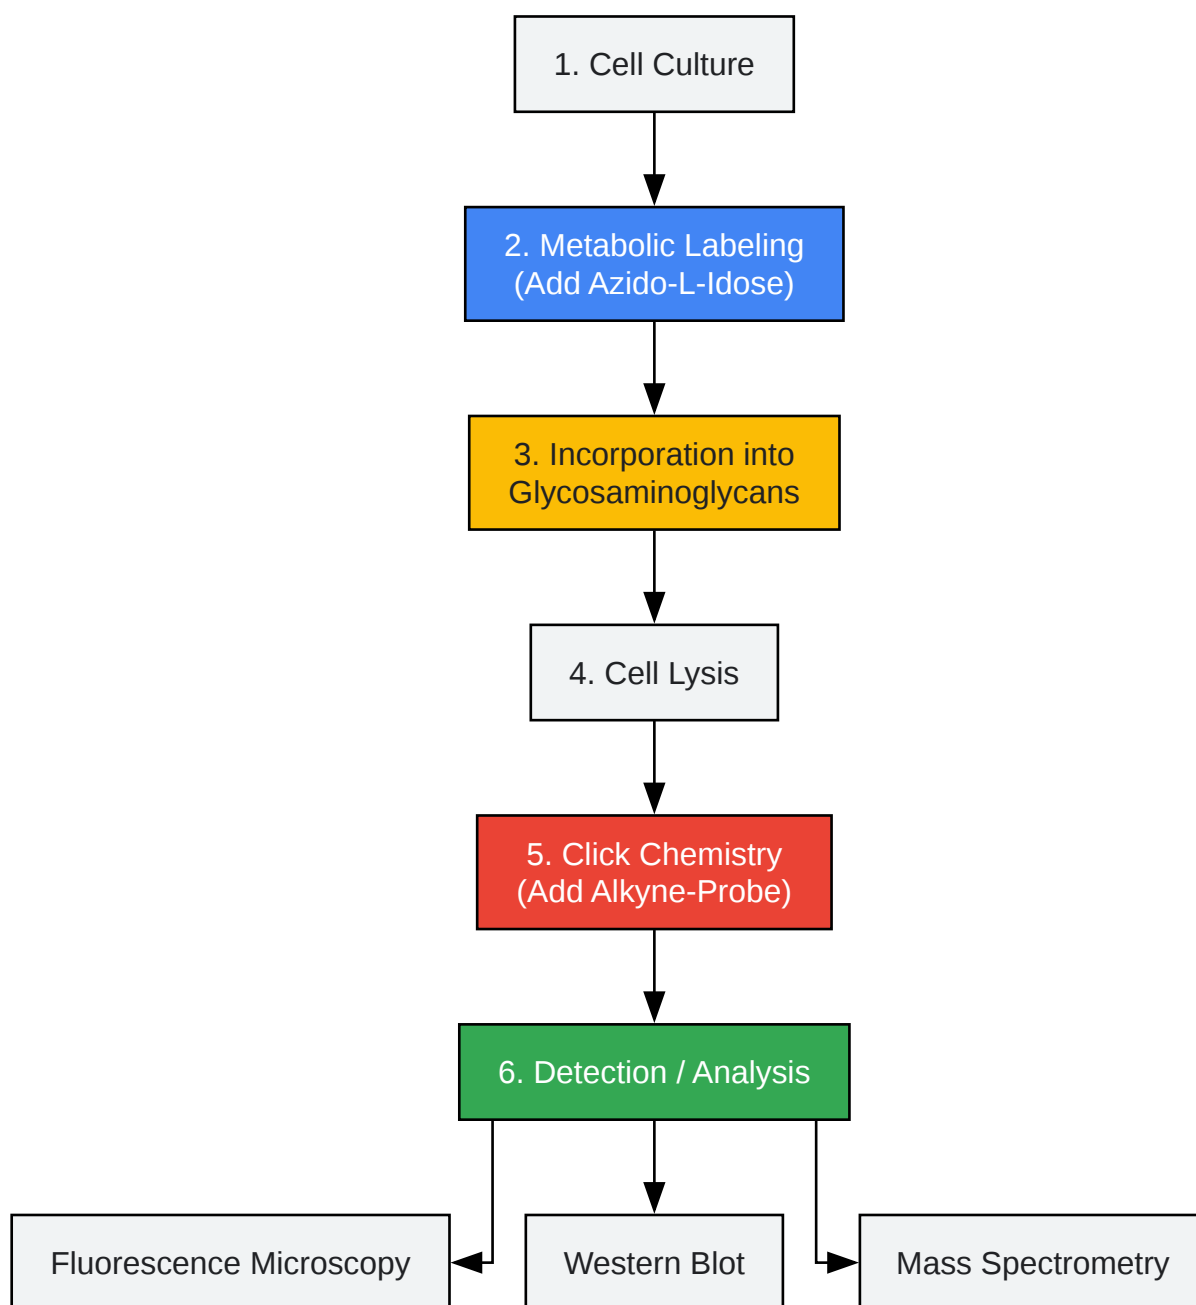 1. Cell Culture
2. Metabolic Labeling
(Add Azido-L-Idose)
3. Incorporation into
Glycosaminoglycans
4. Cell Lysis
5. Click Chemistry
(Add Alkyne-Probe)
6. Detection / Analysis
Fluorescence Microscopy
Western Blot
Mass Spectrometry